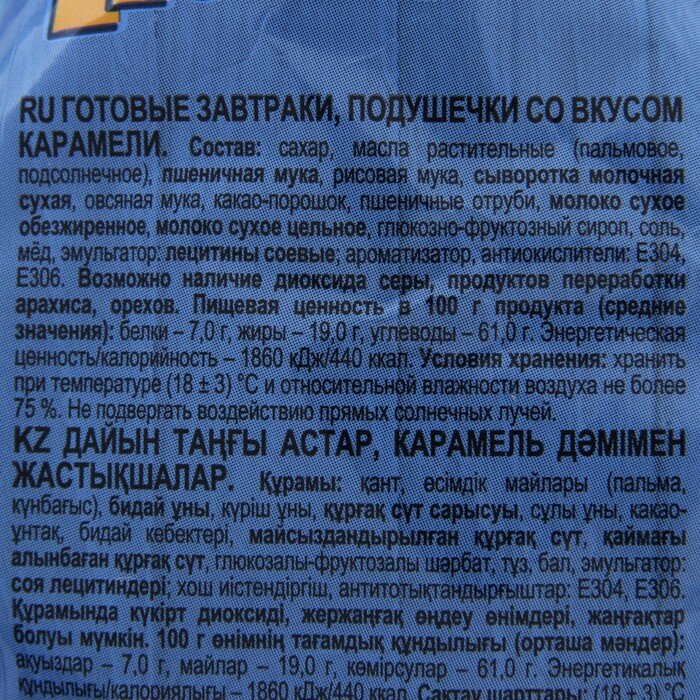 RU ГОТОВЫЕ ЗАВТРАКИ, ПОДУШЕЧКИ СО ВКУСОМ
КАРАМЕЛИ. Состав: сахар, масла растительные (пальмовое,
подсолнечное), пшеничная мука, рисовая мука, сыворотка молочная
сухая, овсяная мука, какао-порошок, пшеничные отруби, молоко сухое
обезжиренное, молоко сухое цельное, глюкозно-фруктозный сироп, соль,
мёд, эмульгатор: лецитины соевые; ароматизатор, антиокислители: Е304,
Е306. Возможно наличие диоксида серы, продуктов переработки
арахиса, орехов. Пищевая ценность в 100 г продукта (средние
значения): белки – 7,0 г, жиры – 19,0 г, углеводы – 61,0 г. Энергетическая
ценность/калорийность – 1860 кДж/440 ккал. Условия хранения: хранить
при температуре (18 ± 3) °С и относительной влажности воздуха не более
75 %. Не подвергать воздействию прямых солнечных лучей.
KZ ДАЙЫН ТАҢҒЫ АСТАР, КАРАМЕЛЬ ДӘМІМЕН
ЖАСТЫҚШАЛАР. Құрамы: қант, өсімдік майлары (пальма,
күнбағыс), бидай ұны, күріш ұны, құрғақ сүт сарысуы, сұлы ұны, какао-
ұнтақ, бидай кебектері, майсыздандырылған құрғақ сүт, қаймағы
алынбаған құрғақ сүт, глюкозалы-фруктозалы шәрбат, тұз, бал, эмульгатор:
соя лецитиндері; хош иістендіргіш, антитотықтандырғыштар: Е304, Е306.
Құрамында күкірт диоксиді, жержаңғақ өңдеу өнімдері, жаңғақтар
болуы мүмкін. 100 г өнімнің тағамдық құндылығы (орташа мәндер):
ақуыздар – 7,0 г, майлар – 19,0 г, көмірсулар – 61,0 г. Энергетикалық
құндылығы/калориялығы – 1860 кДж/440 ккал. Сақтау шарттары: °С